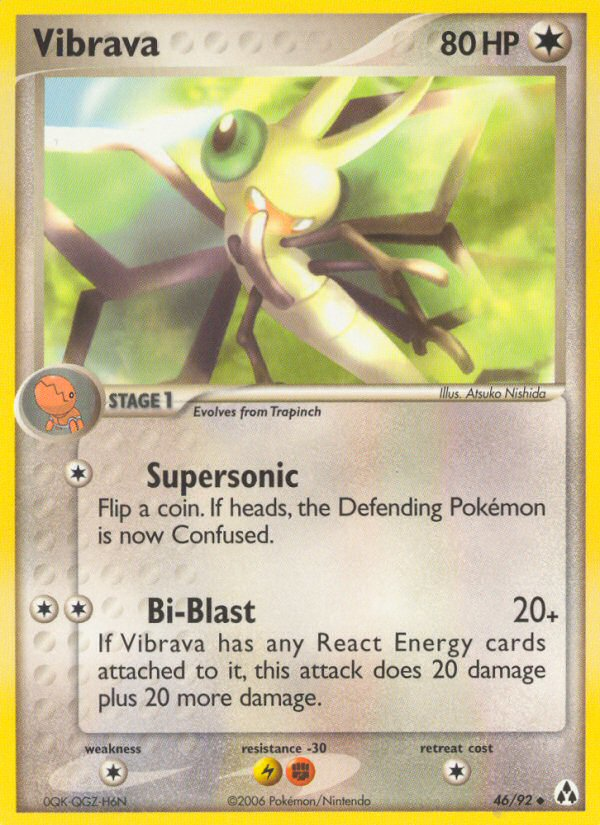 Vibrava 80 HP
Illus. Atsuko Nishida
STAGE 1
Evolves from Trapinch
Supersonic
Flip a coin. If heads, the Defending Pokémon
is now Confused.
Bi-Blast 20+
If Vibrava has any React Energy cards
attached to it, this attack does 20 damage
plus 20 more damage.
weakness resistance -30 retreat cost
0QK-QGZ-H6N ©2006 Pokémon/Nintendo 46/92